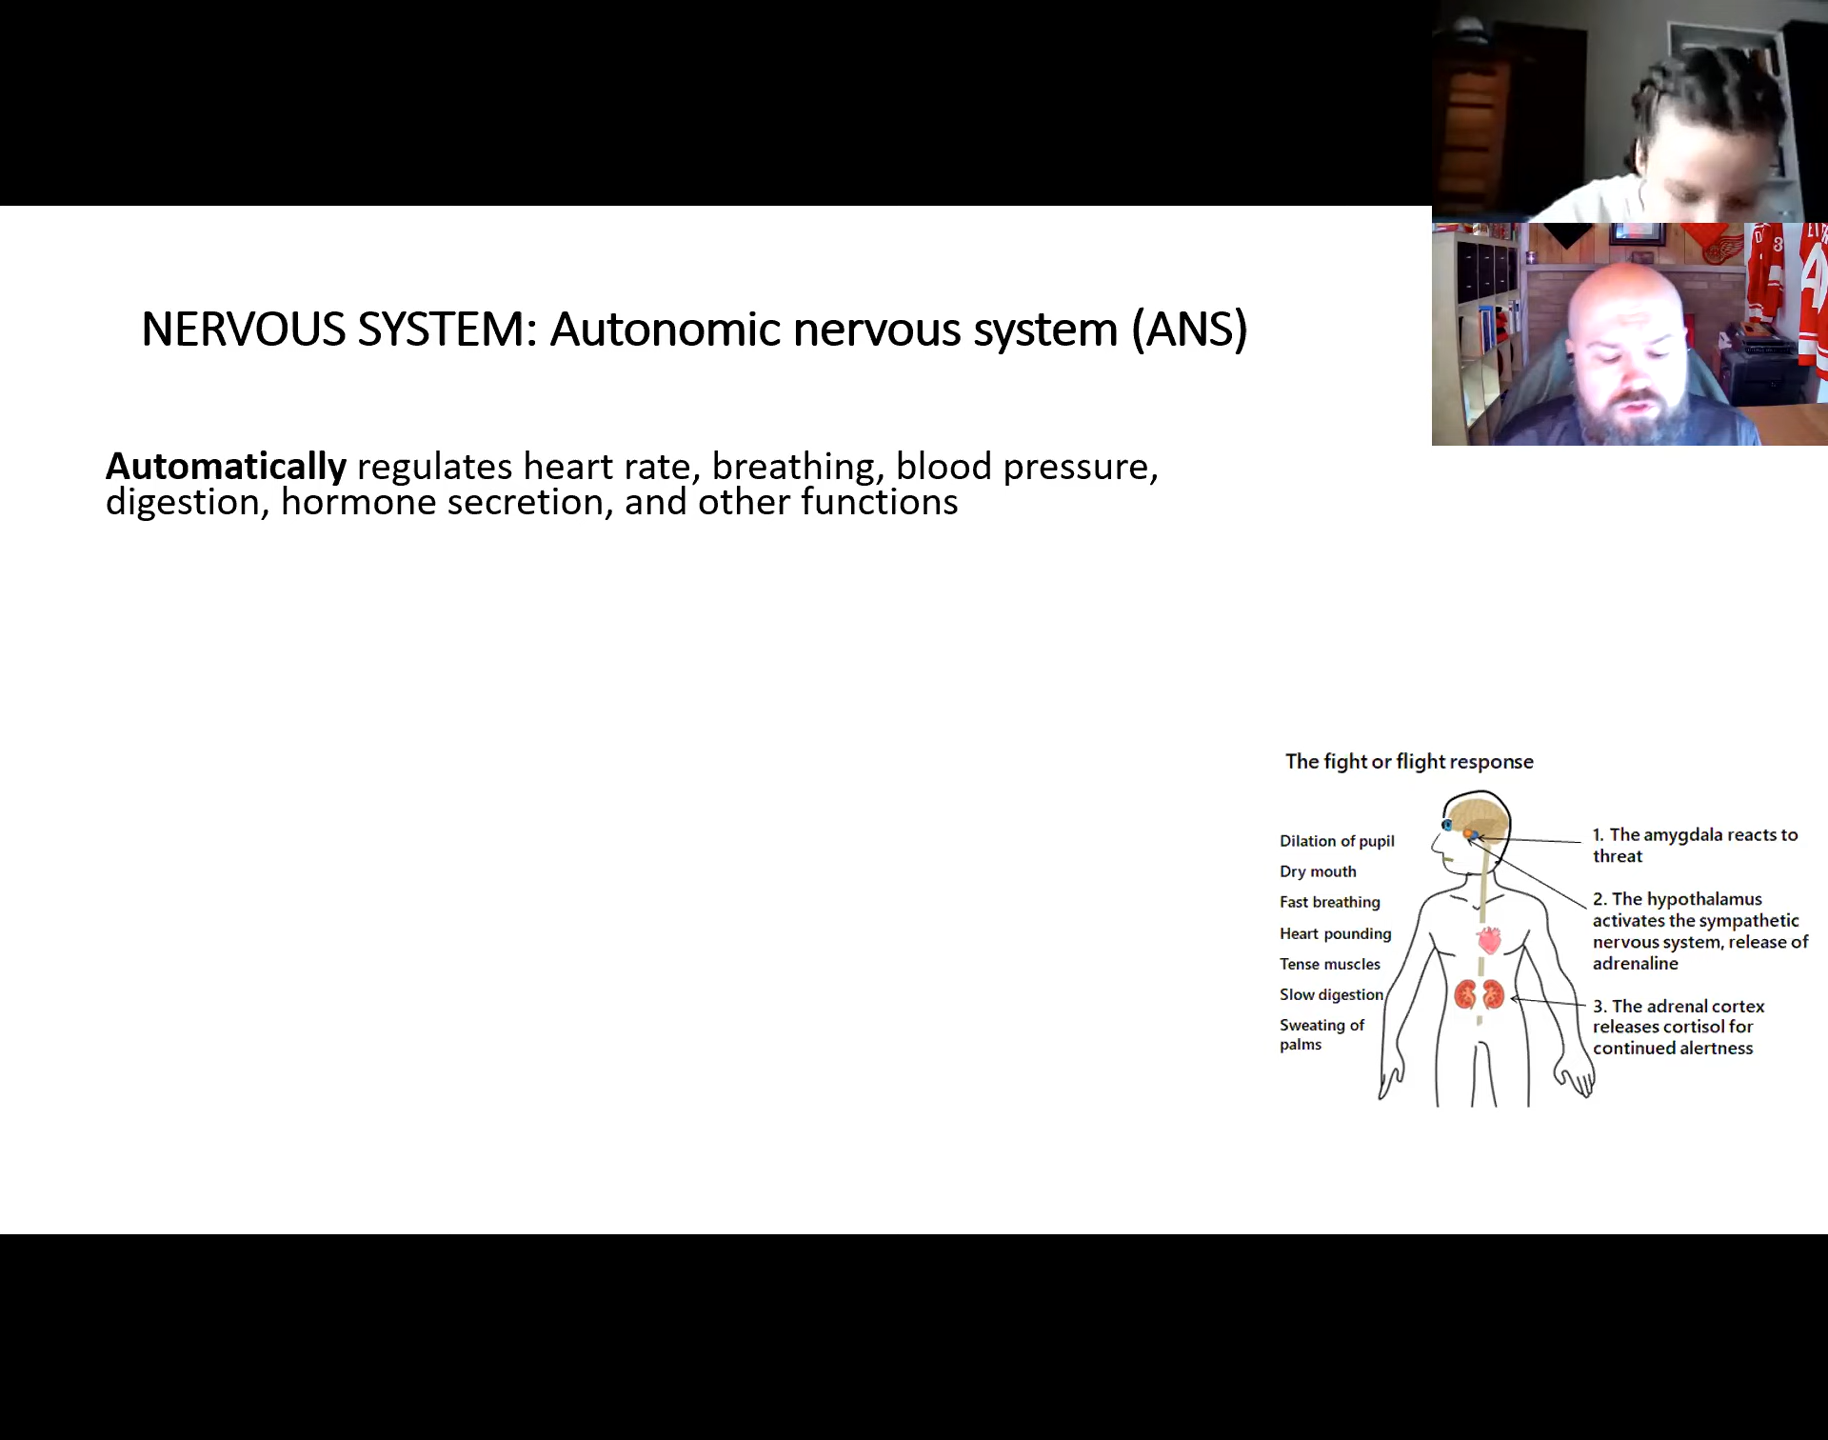 NERVOUS SYSTEM: Autonomic nervous system (ANS)
Automatically regulates heart rate, breathing, blood pressure,
digestion, hormone secretion, and other functions
The fight or flight response
Dilation of pupil
Dry mouth
Fast breathing
Heart pounding
Tense muscles
Slow digestion
Sweating of
palms
1. The amygdala reacts to
threat
2. The hypothalamus
activates the sympathetic
nervous system, release of
adrenaline
3. The adrenal cortex
releases cortisol for
continued alertness